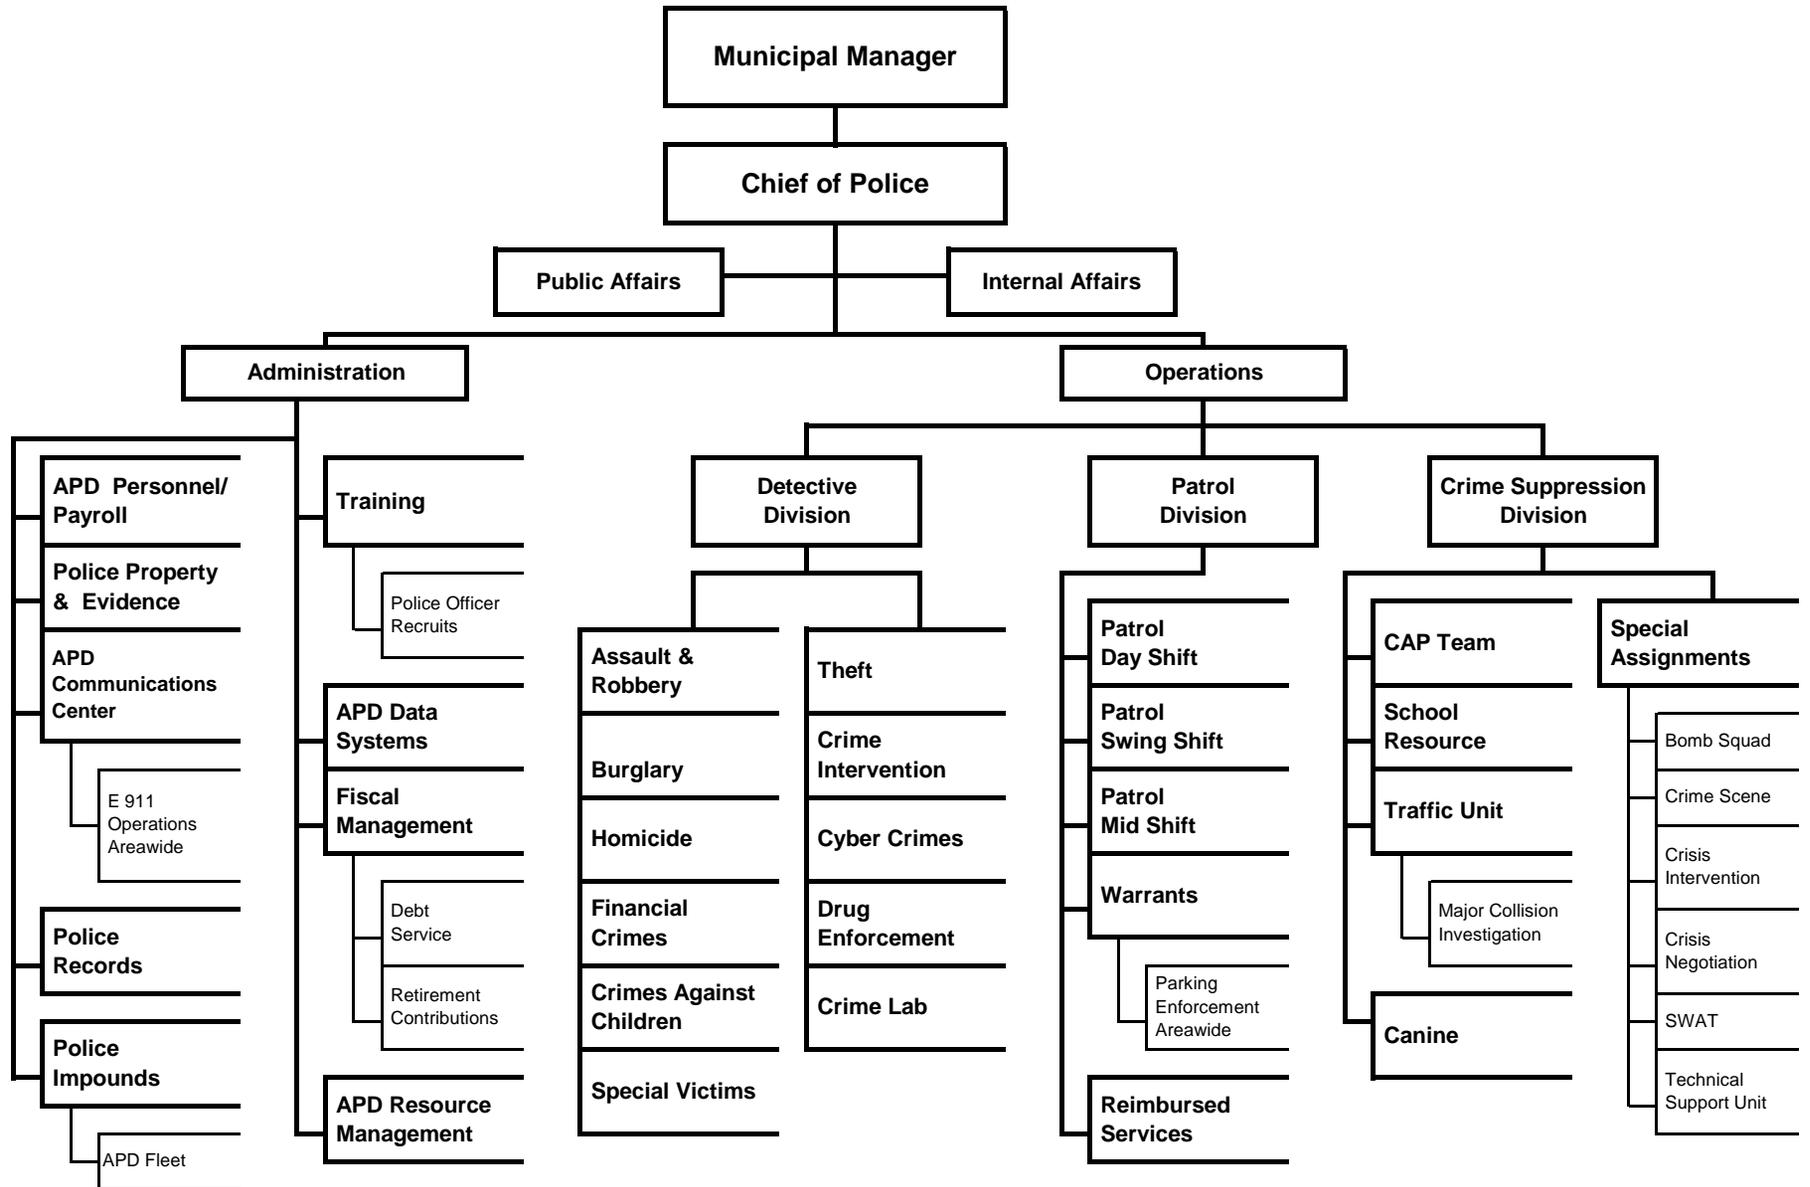 Municipal Manager
Chief of Police
Public Affairs
Internal Affairs
Administration
Operations
APD Personnel/
Payroll
Police Property
& Evidence
APD
Communications
Center
E 911
Operations
Areawide
Police
Records
Police
Impounds
APD Fleet
Training
Police Officer
Recruits
APD Data
Systems
Fiscal
Management
Debt
Service
Retirement
Contributions
APD Resource
Management
Detective
Division
Assault &
Robbery
Burglary
Homicide
Financial
Crimes
Crimes Against
Children
Special Victims
Theft
Crime
Intervention
Cyber Crimes
Drug
Enforcement
Crime Lab
Patrol
Division
Patrol
Day Shift
Patrol
Swing Shift
Patrol
Mid Shift
Warrants
Parking
Enforcement
Areawide
Reimbursed
Services
Crime Suppression
Division
CAP Team
School
Resource
Traffic Unit
Major Collision
Investigation
Canine
Special
Assignments
Bomb Squad
Crime Scene
Crisis
Intervention
Crisis
Negotiation
SWAT
Technical
Support Unit